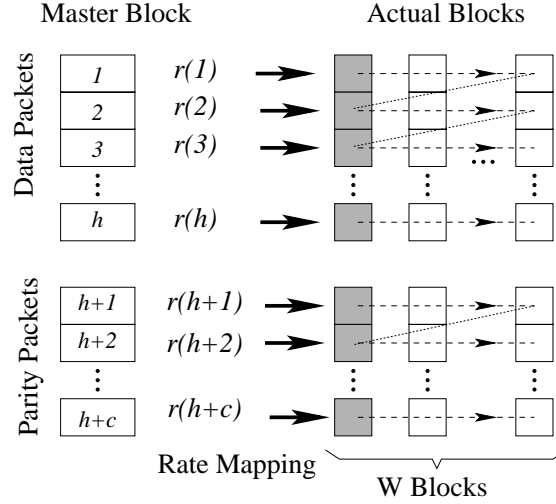 Master Block Actual Blocks
Data Packets
1 r(1)
2 r(2)
3 r(3)
...
h r(h)
Parity Packets
h+1 r(h+1)
h+2 r(h+2)
h+c r(h+c)
Rate Mapping
W Blocks